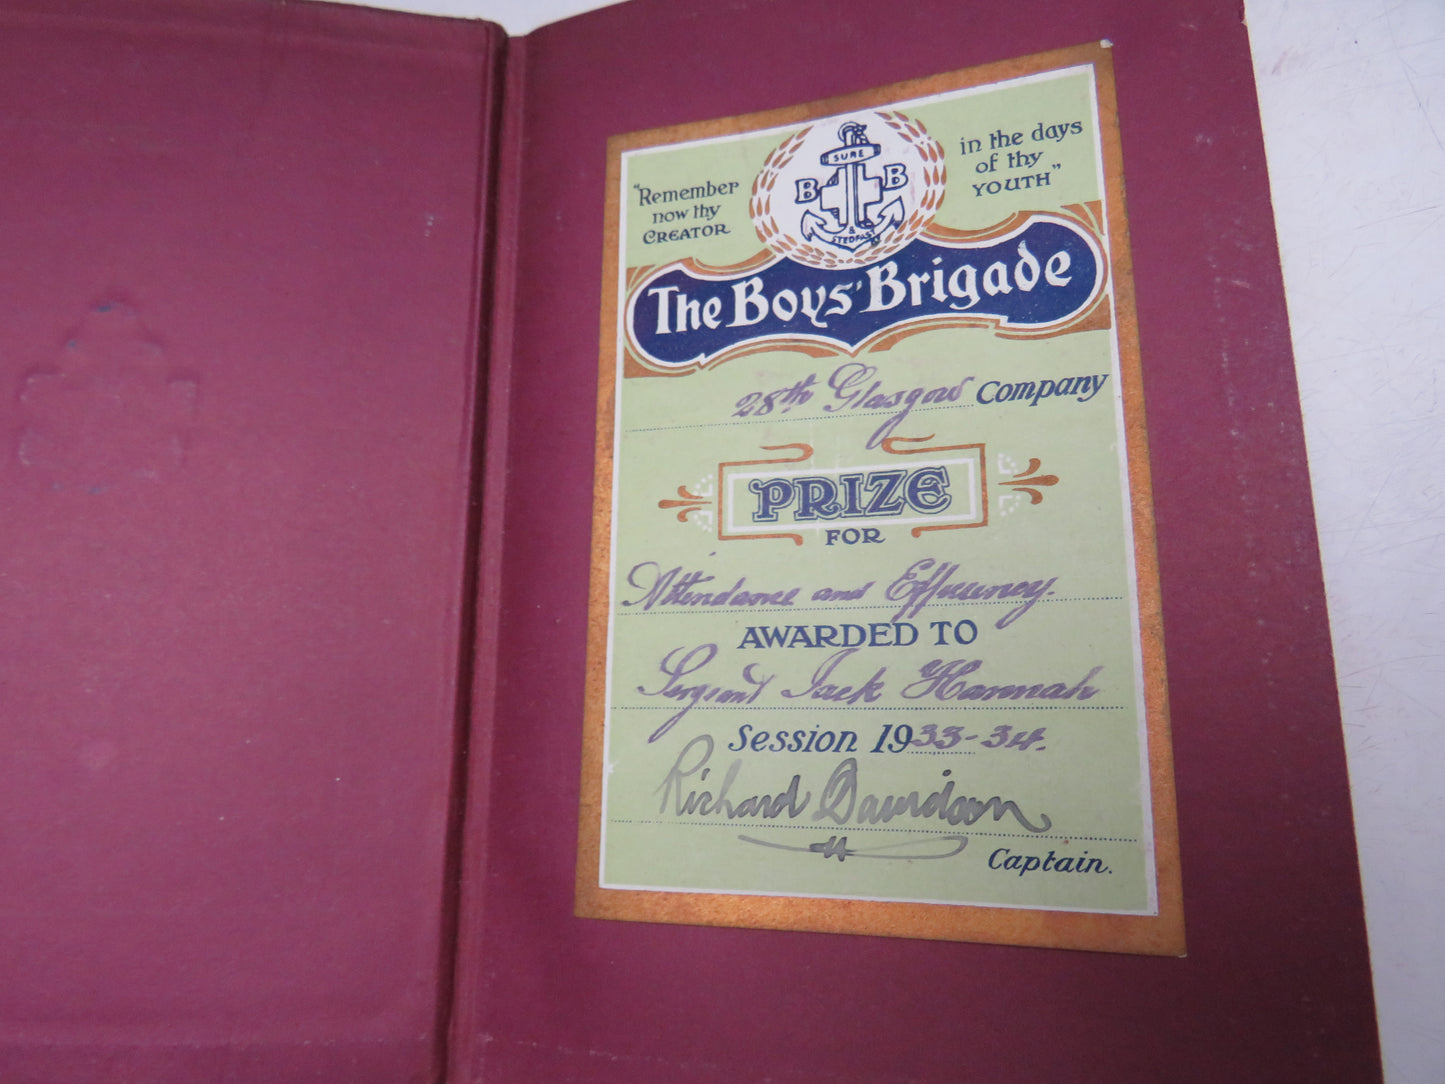 "Remember
now thy
CREATOR
SURE
B B
&
STEDFAST
in the days
of thy
YOUTH"
The Boys' Brigade
28th Glasgow Company
PRIZE
FOR
Attendance and Efficiency.
AWARDED TO
Sergeant Jack Hannah
Session 1933-34.
Richard Davidson
Captain.